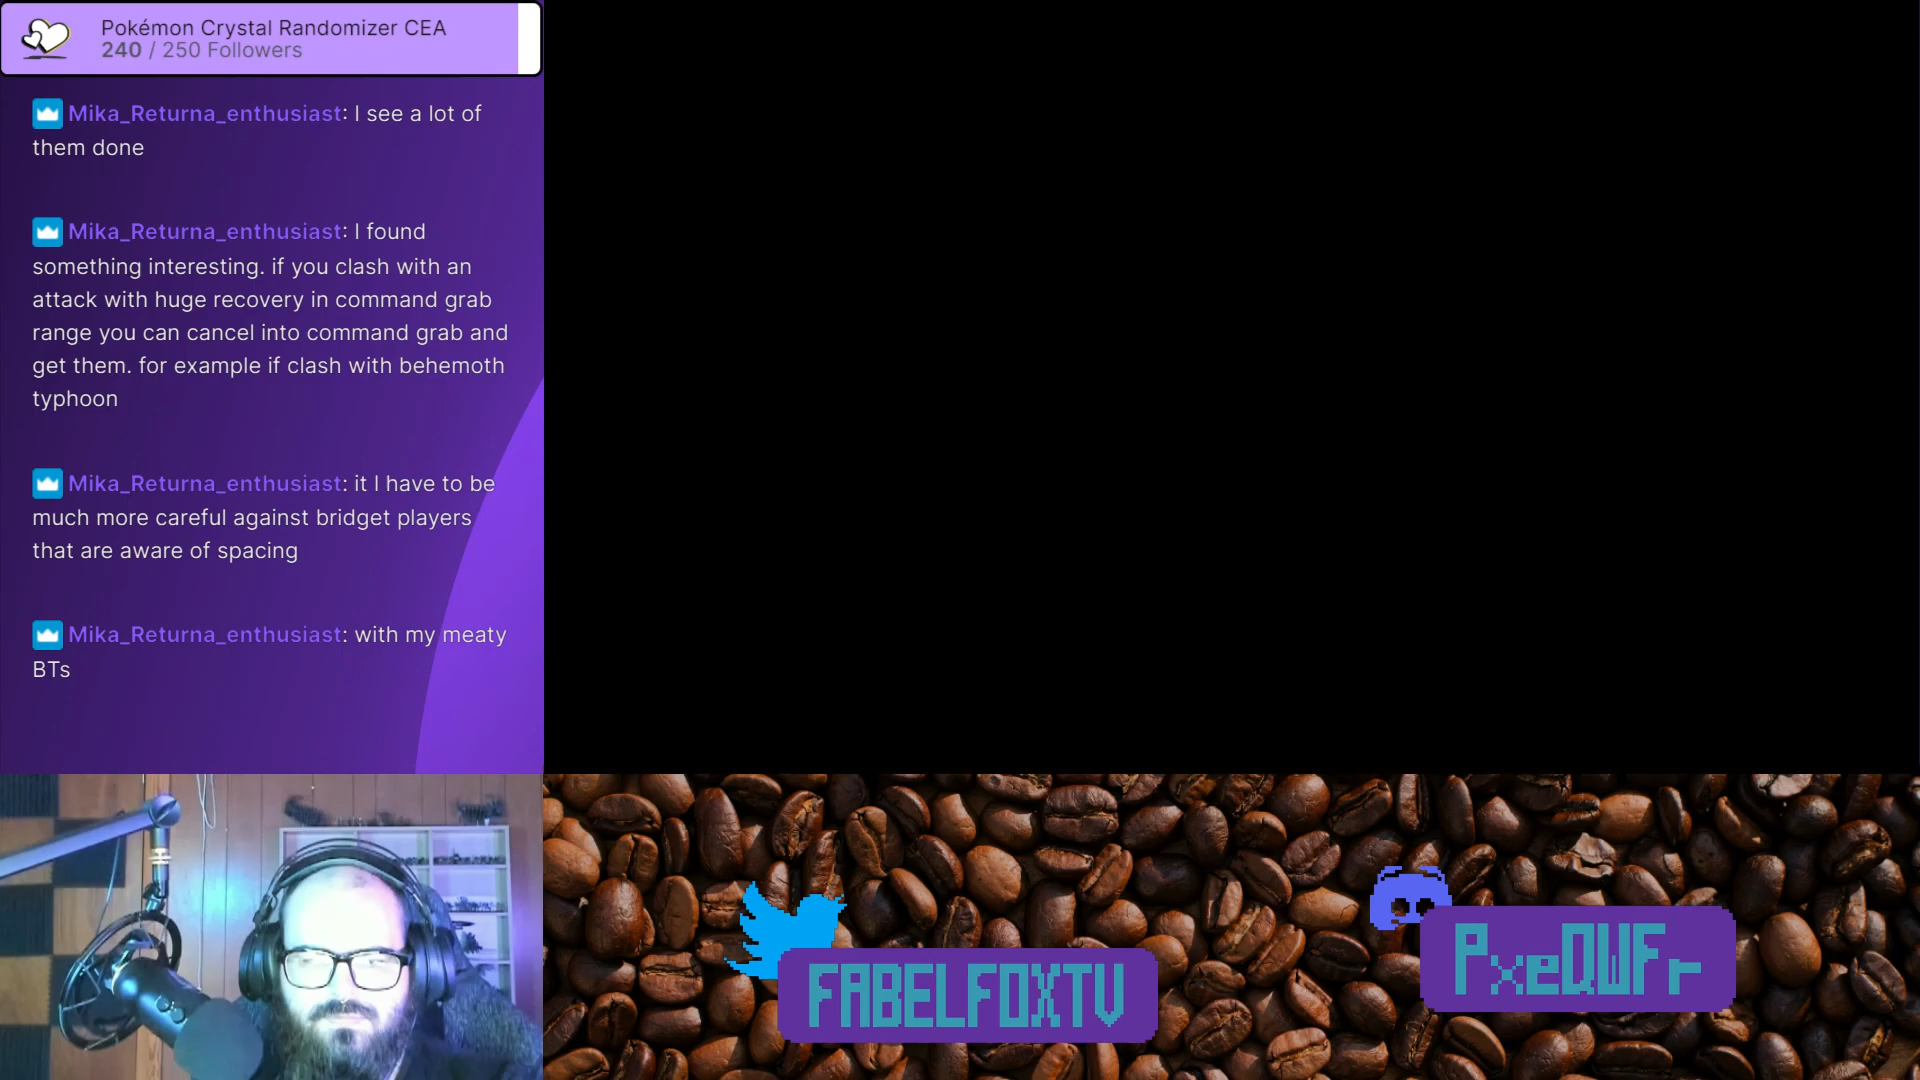 Pokémon Crystal Randomizer CEA
240 / 250 Followers
Mika_Returna_enthusiast: I see a lot of
them done
Mika_Returna_enthusiast: I found
something interesting. if you clash with an
attack with huge recovery in command grab
range you can cancel into command grab and
get them. for example if clash with behemoth
typhoon
Mika_Returna_enthusiast: it I have to be
much more careful against bridget players
that are aware of spacing
Mika_Returna_enthusiast: with my meaty
BTs
FABELFOXTV
PxeQWFr